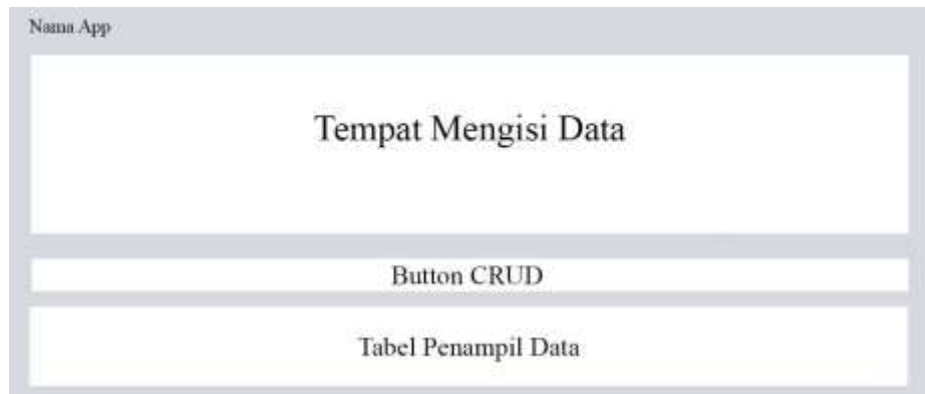 Nama App
Tempat Mengisi Data
Button CRUD
Tabel Penampil Data